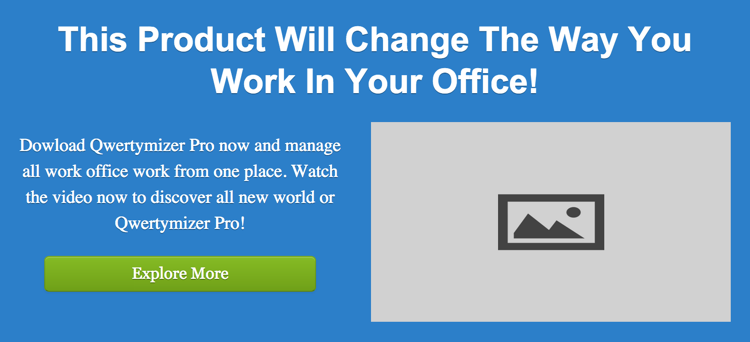 This Product Will Change The Way You
Work In Your Office!
Dowload Qwertymizer Pro now and manage
all work office work from one place. Watch
the video now to discover all new world or
Qwertymizer Pro!
Explore More